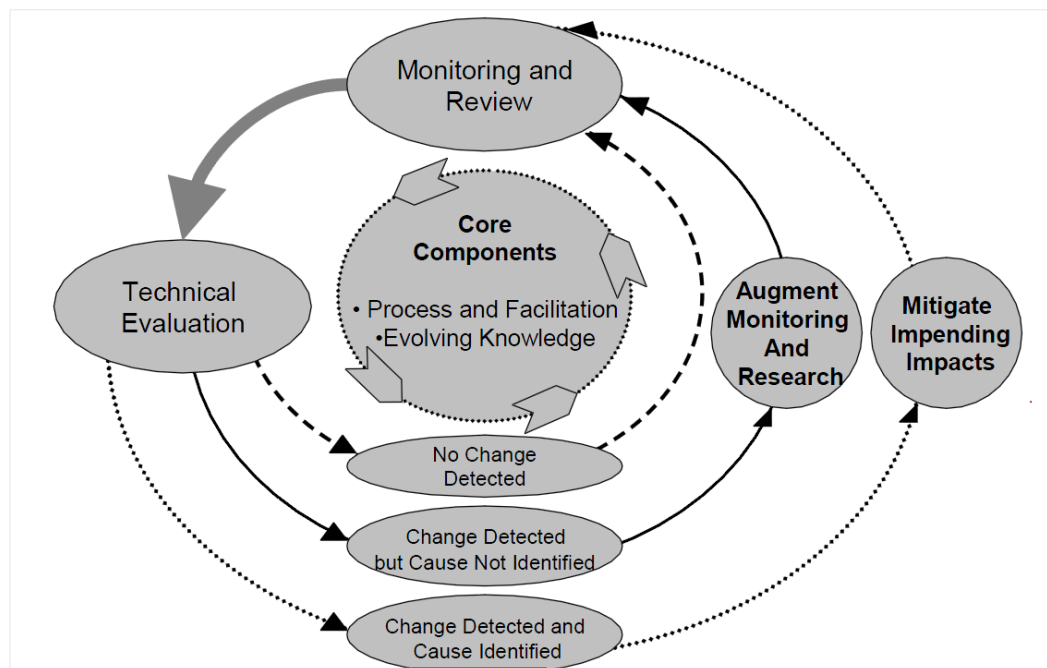 Monitoring and
Review
Core
Components
• Process and Facilitation
•Evolving Knowledge
Technical
Evaluation
Augment
Monitoring
And
Research
Mitigate
Impending
Impacts
No Change
Detected
Change Detected
but Cause Not Identified
Change Detected and
Cause Identified